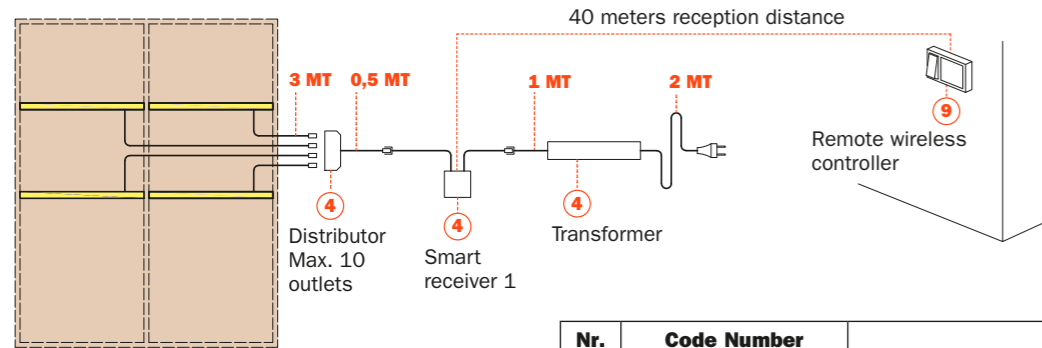 40 meters reception distance
3 MT
0,5 MT
1 MT
2 MT
9
Remote wireless
controller
4
Distributor
Max. 10
outlets
4
Smart
receiver 1
4
Transformer
Nr.
Code Number